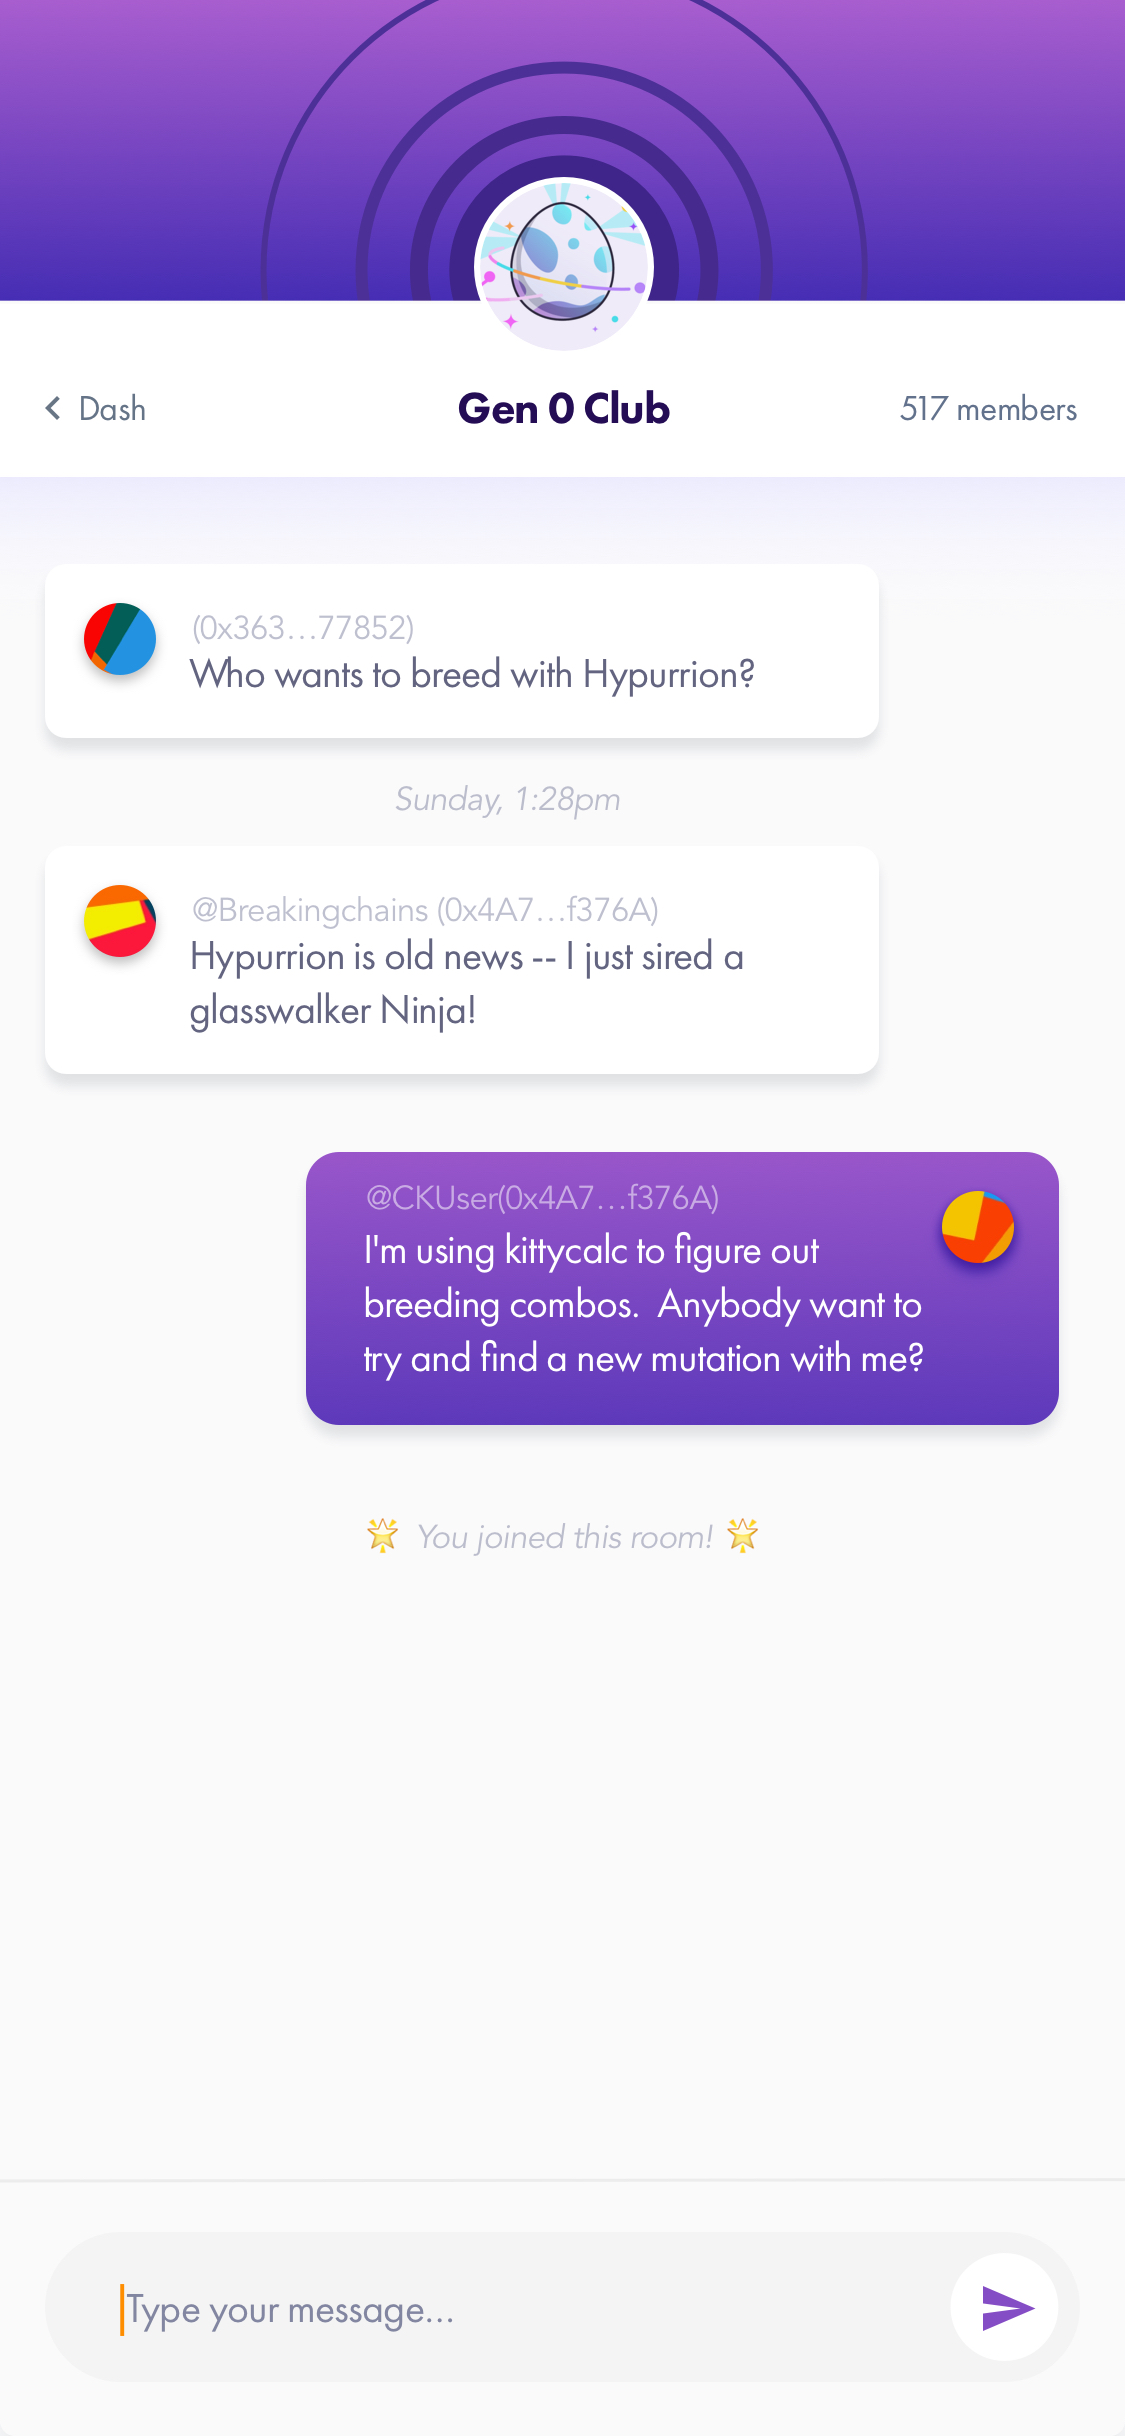 Dash
Gen 0 Club
517 members
(0x363...77852)
Who wants to breed with Hypurrion?
Sunday, 1:28pm
@Breakingchains (0x4A7...f376A)
Hypurrion is old news -- I just sired a
glasswalker Ninja!
@CKUser(0x4A7...f376A)
I'm using kittycalc to figure out
breeding combos.  Anybody want to
try and find a new mutation with me?
🌟 You joined this room! 🌟
Type your message...